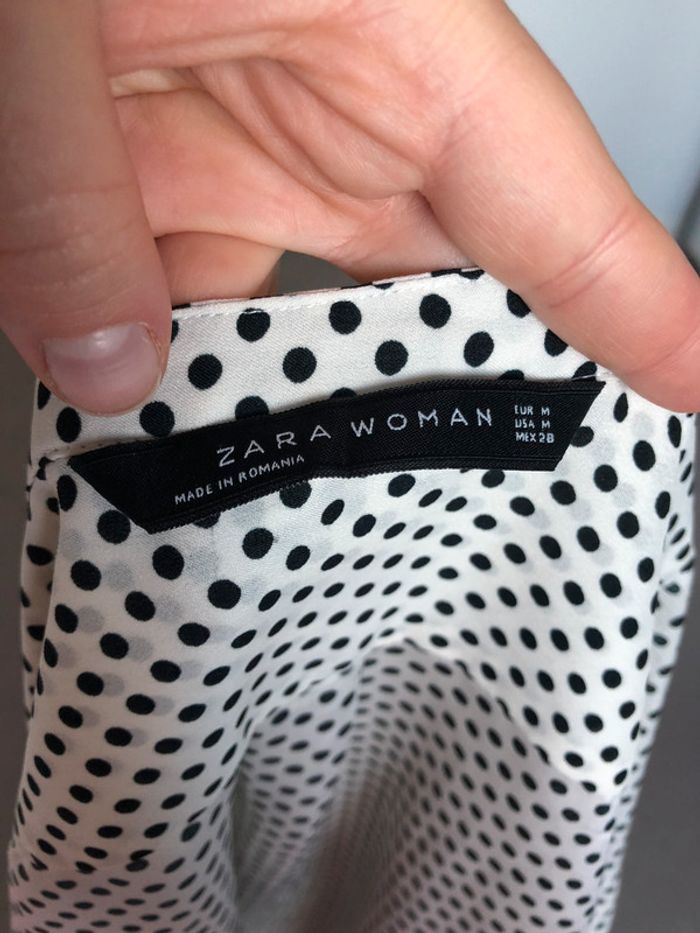 ZARA WOMAN
MADE IN ROMANIA
EUR M
USA M
MEX 28